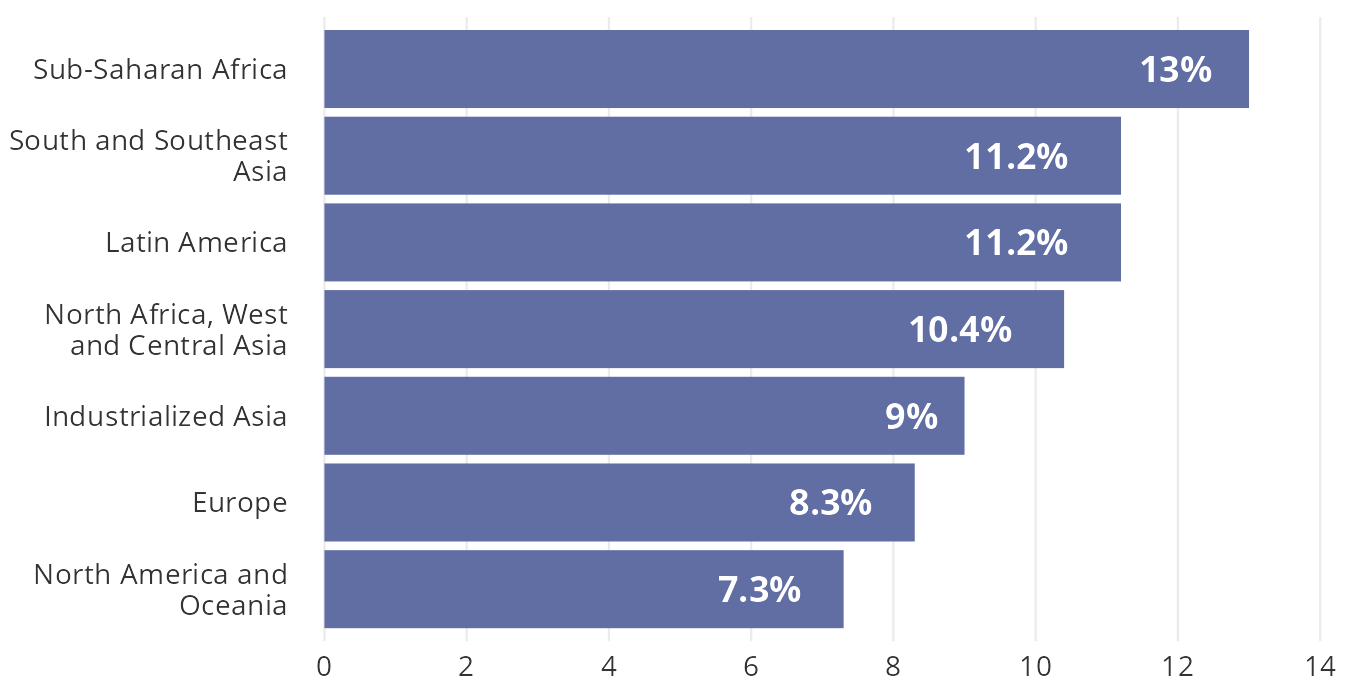 Sub-Saharan Africa
13%
South and Southeast
Asia
11.2%
Latin America
11.2%
North Africa, West
and Central Asia
10.4%
Industrialized Asia
9%
Europe
8.3%
North America and
Oceania
7.3%
0 2 4 6 8 10 12 14